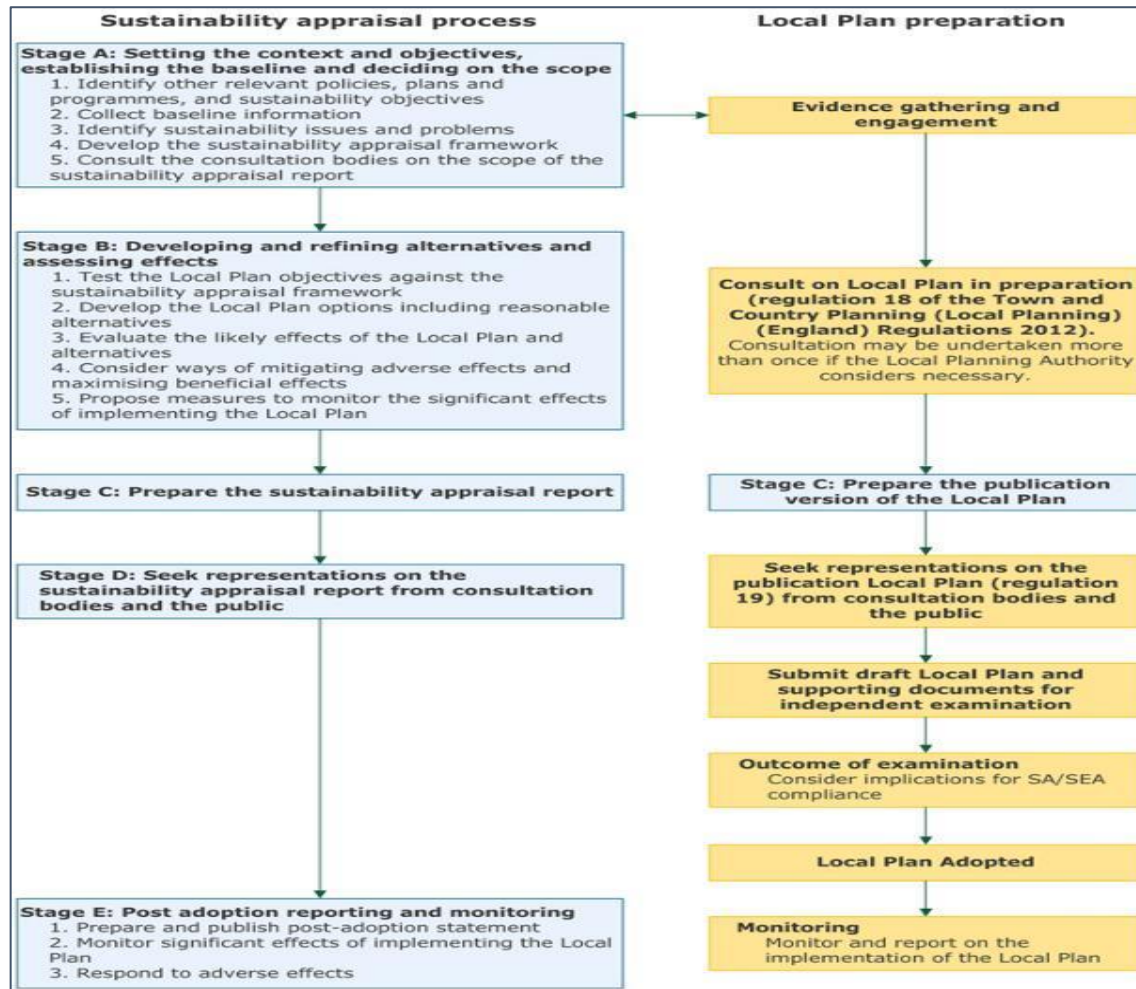 Sustainability appraisal process
Stage A: Setting the context and objectives,
establishing the baseline and deciding on the scope
1. Identify other relevant policies, plans and
programmes, and sustainability objectives
2. Collect baseline information
3. Identify sustainability issues and problems
4. Develop the sustainability appraisal framework
5. Consult the consultation bodies on the scope of the
sustainability appraisal report
Stage B: Developing and refining alternatives and
assessing effects
1. Test the Local Plan objectives against the
sustainability appraisal framework
2. Develop the Local Plan options including reasonable
alternatives
3. Evaluate the likely effects of the Local Plan and
alternatives
4. Consider ways of mitigating adverse effects and
maximising beneficial effects
5. Propose measures to monitor the significant effects
of implementing the Local Plan
Stage C: Prepare the sustainability appraisal report
Stage D: Seek representations on the
sustainability appraisal report from consultation
bodies and the public
Stage E: Post adoption reporting and monitoring
1. Prepare and publish post-adoption statement
2. Monitor significant effects of implementing the Local
Plan
3. Respond to adverse effects
Local Plan preparation
Evidence gathering and
engagement
Consult on Local Plan in preparation
(regulation 18 of the Town and
Country Planning (Local Planning)
(England) Regulations 2012).
Consultation may be undertaken more
than once if the Local Planning Authority
considers necessary.
Stage C: Prepare the publication
version of the Local Plan
Seek representations on the
publication Local Plan (regulation
19) from consultation bodies and
the public
Submit draft Local Plan and
supporting documents for
independent examination
Outcome of examination
Consider implications for SA/SEA
compliance
Local Plan Adopted
Monitoring
Monitor and report on the
implementation of the Local Plan